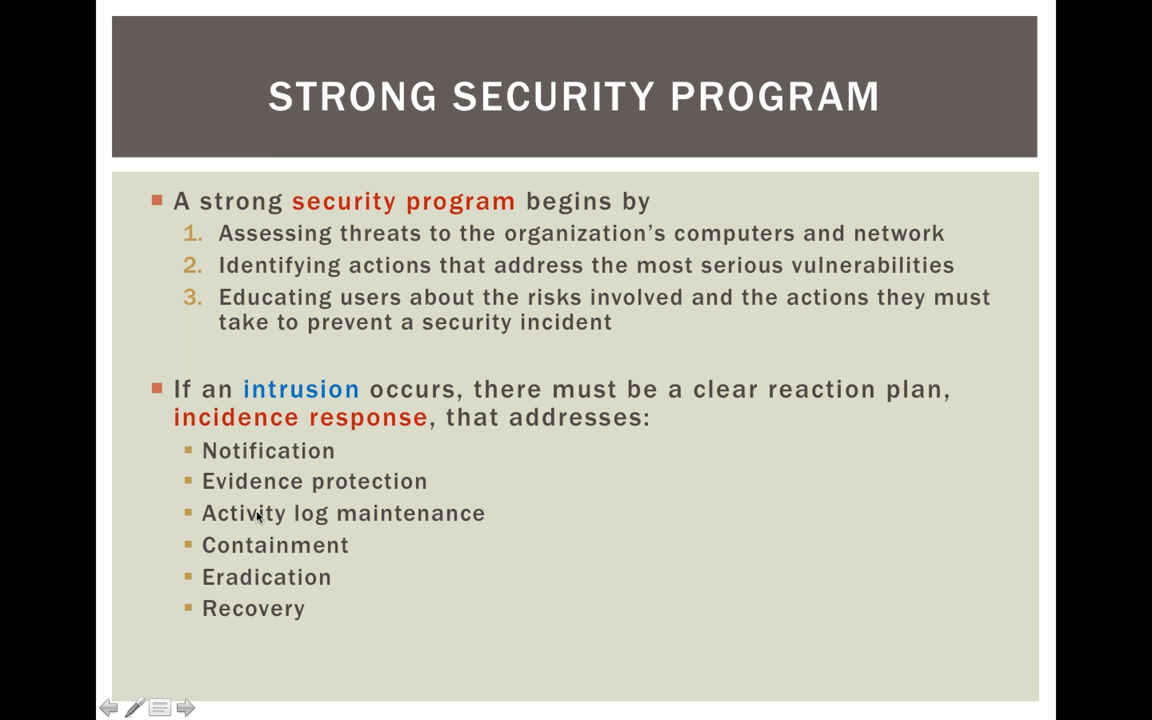 STRONG SECURITY PROGRAM
A strong security program begins by
1. Assessing threats to the organization's computers and network
2. Identifying actions that address the most serious vulnerabilities
3. Educating users about the risks involved and the actions they must
take to prevent a security incident
If an intrusion occurs, there must be a clear reaction plan,
incidence response, that addresses:
Notification
Evidence protection
Activity log maintenance
Containment
Eradication
Recovery